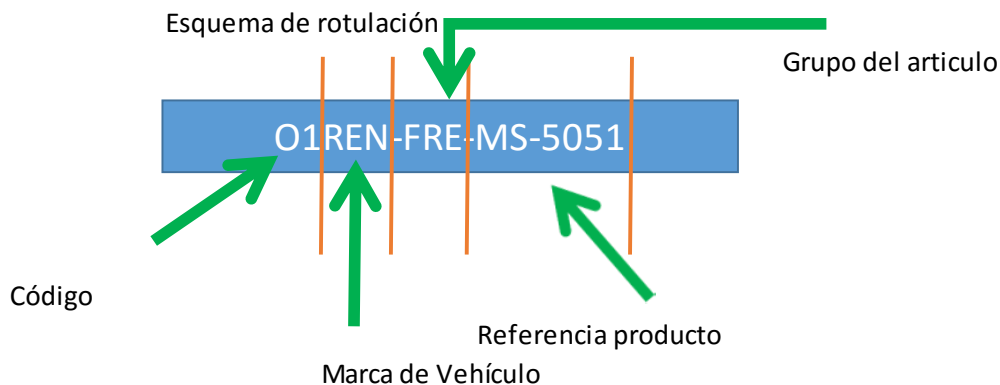 Esquema de rotulación
Grupo del articulo
O1REN-FRE-MS-5051
Código
Referencia producto
Marca de Vehículo